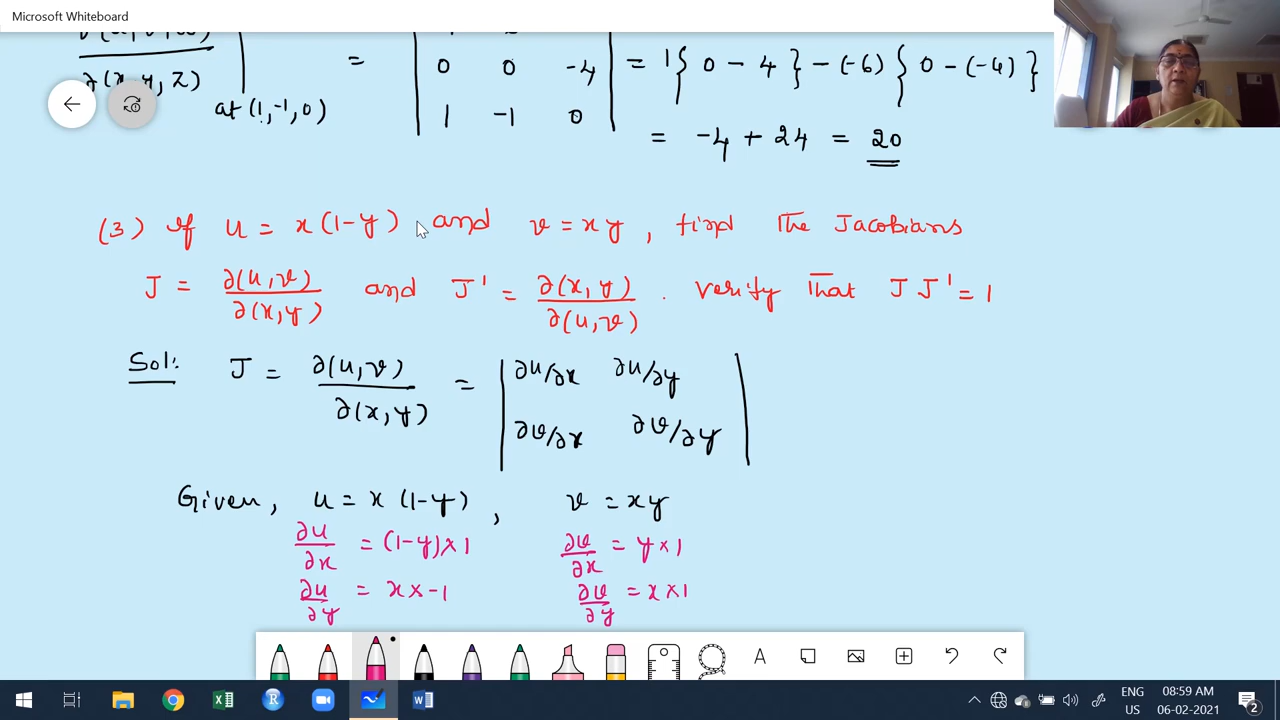 Microsoft Whiteboard
∂(x, y, z)
at (1, -1, 0)
=
0 0 -4
1 -1 0
= 1{ 0 - 4 } - (-6) { 0 - (-4) }
= -4 + 24 = 20
(3) If u = x(1-y) and v = xy, find the Jacobians
J = ∂(u,v)/∂(x,y) and J' = ∂(x,y)/∂(u,v). Verify that J J' = 1
Sol: J = ∂(u,v)/∂(x,y) = | ∂u/∂x ∂u/∂y |
| ∂v/∂x ∂v/∂y |
Given, u = x(1-y), v = xy
∂u/∂x = (1-y)×1 ∂v/∂x = y×1
∂u/∂y = x×-1 ∂v/∂y = x×1
A
ENG
US
08:59 AM
06-02-2021
2